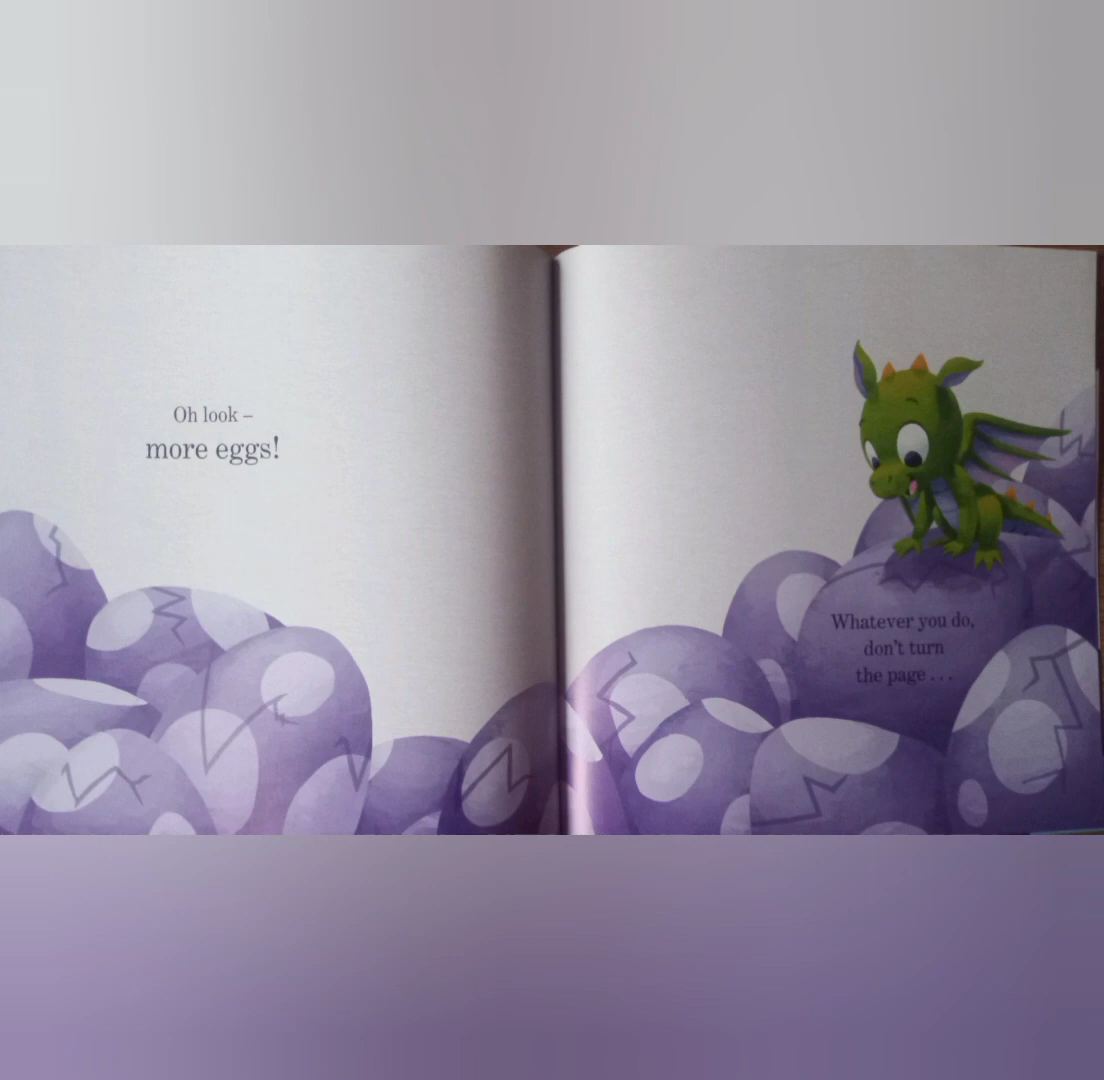 Oh look –
more eggs!
Whatever you do,
don't turn
the page . . .